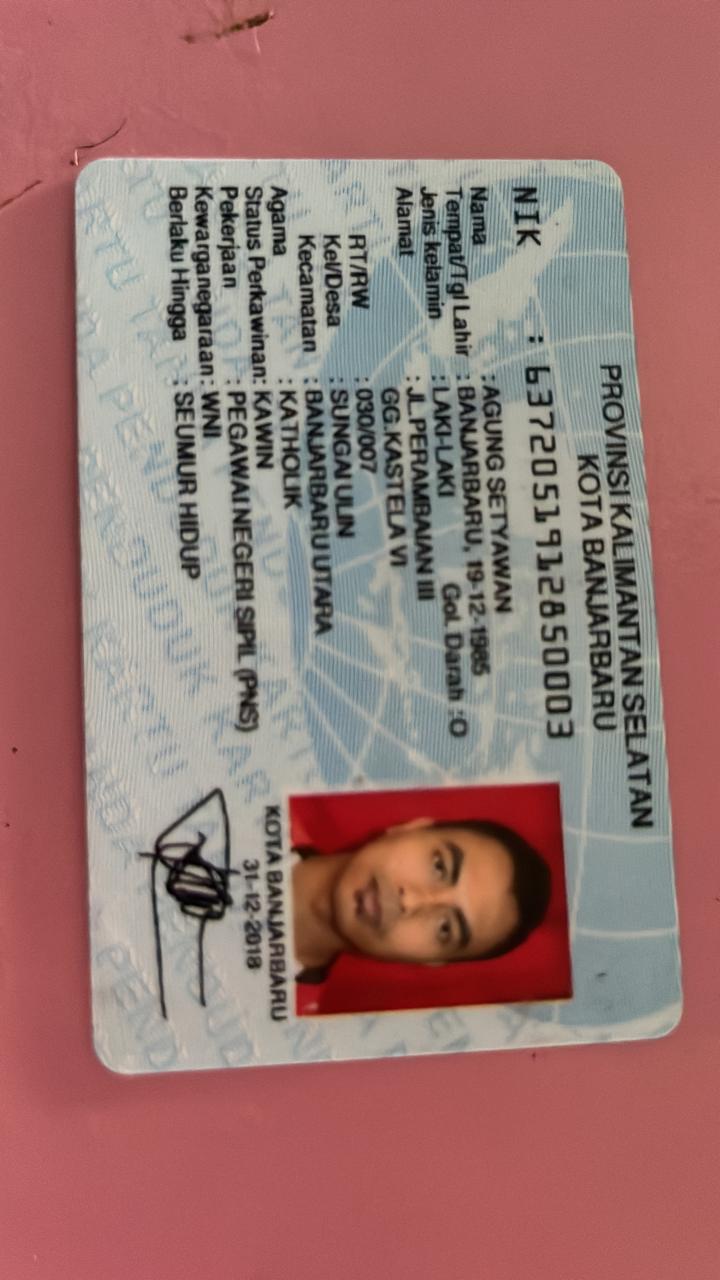 PROVINSI KALIMANTAN SELATAN
KOTA BANJARBARU
NIK : 6372051912850003
Nama : AGUNG SETYAWAN
Tempat/Tgl Lahir : BANJARBARU, 19-12-1985
Jenis kelamin : LAKI-LAKI Gol. Darah : O
Alamat : JL.PERAMBAIAN III
GG.KASTELA VI
RT/RW : 030/007
Kel/Desa : SUNGAI ULIN
Kecamatan : BANJARBARU UTARA
Agama : KATHOLIK
Status Perkawinan: KAWIN
Pekerjaan : PEGAWAI NEGERI SIPIL (PNS)
Kewarganegaraan: WNI
Berlaku Hingga : SEUMUR HIDUP
KOTA BANJARBARU
31-12-2018